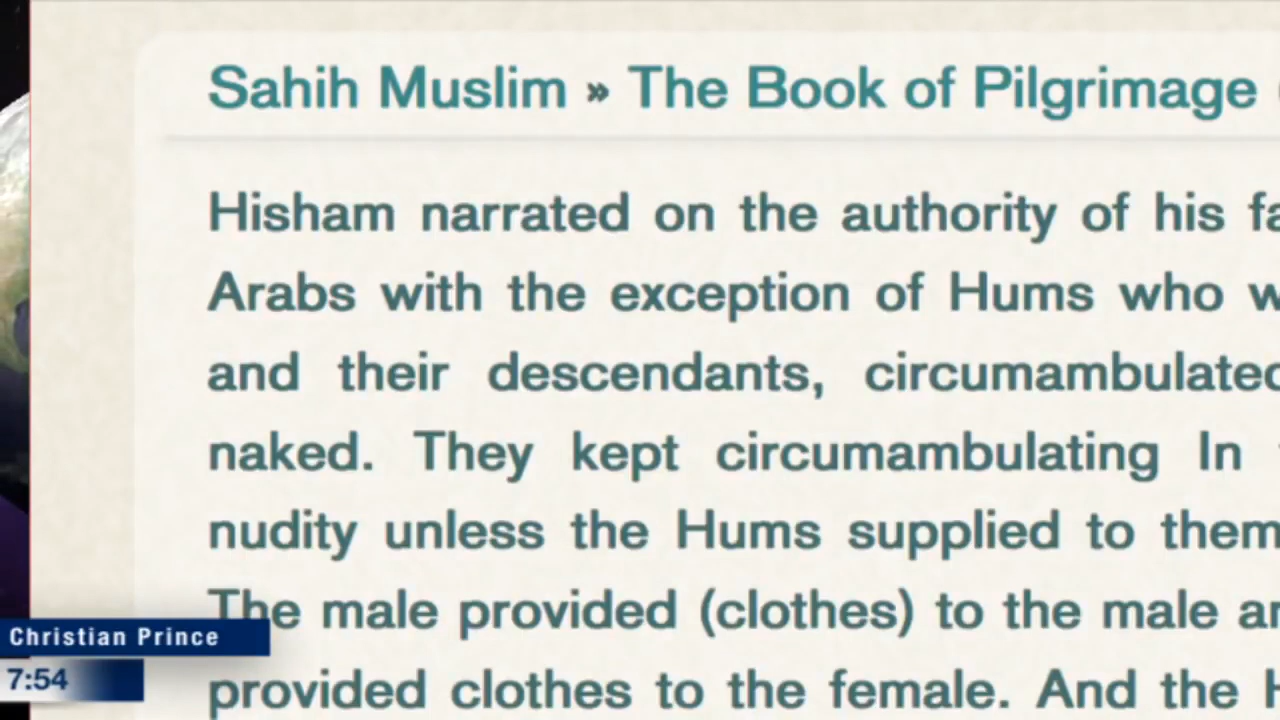 Sahih Muslim » The Book of Pilgrimage
Hisham narrated on the authority of his
Arabs with the exception of Hums who
and their descendants, circumambulated
naked. They kept circumambulating In
nudity unless the Hums supplied to them
The male provided (clothes) to the male
provided clothes to the female. And the
Christian Prince
7:54